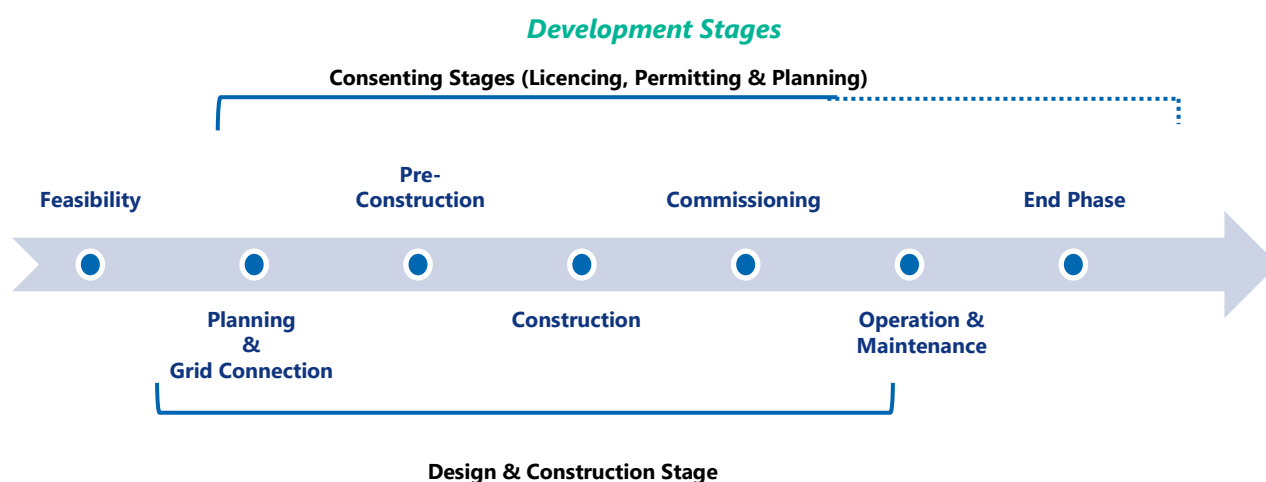 Development Stages
Consenting Stages (Licencing, Permitting & Planning)
Feasibility
Pre-
Construction
Commissioning
End Phase
Planning
&
Grid Connection
Construction
Operation &
Maintenance
Design & Construction Stage